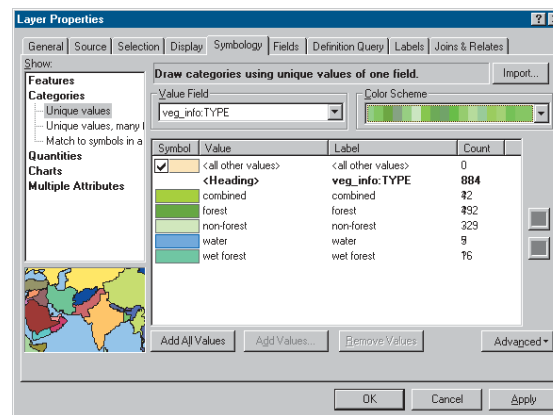 Layer Properties
General Source Selection Display Symbology Fields Definition Query Labels Joins & Relates
Show:
Features
Categories
Unique values
Unique values, many
Match to symbols in a
Quantities
Charts
Multiple Attributes
Draw categories using unique values of one field.
Import...
Value Field
Color Scheme
veg_info:TYPE
Symbol Value Label Count
<all other values> <all other values> 0
<Heading> veg_info:TYPE 884
combined combined
forest forest
non-forest non-forest 329
water water
wet forest wet forest
Add All Values Add Values... Remove Values Advanced
OK Cancel Apply